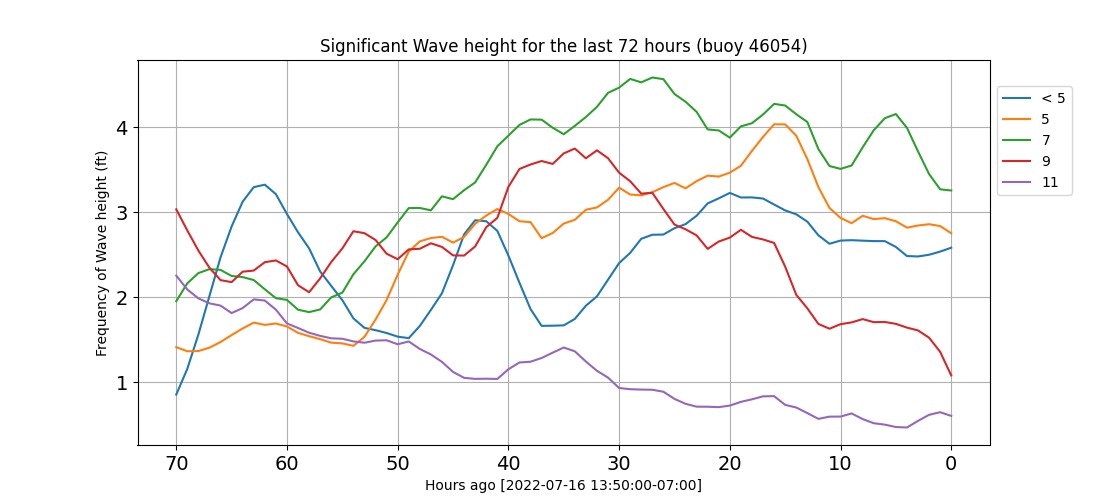 Significant Wave height for the last 72 hours (buoy 46054)
Frequency of Wave height (ft)
4
3
2
1
70 60 50 40 30 20 10 0
Hours ago [2022-07-16 13:50:00-07:00]
< 5
5
7
9
11